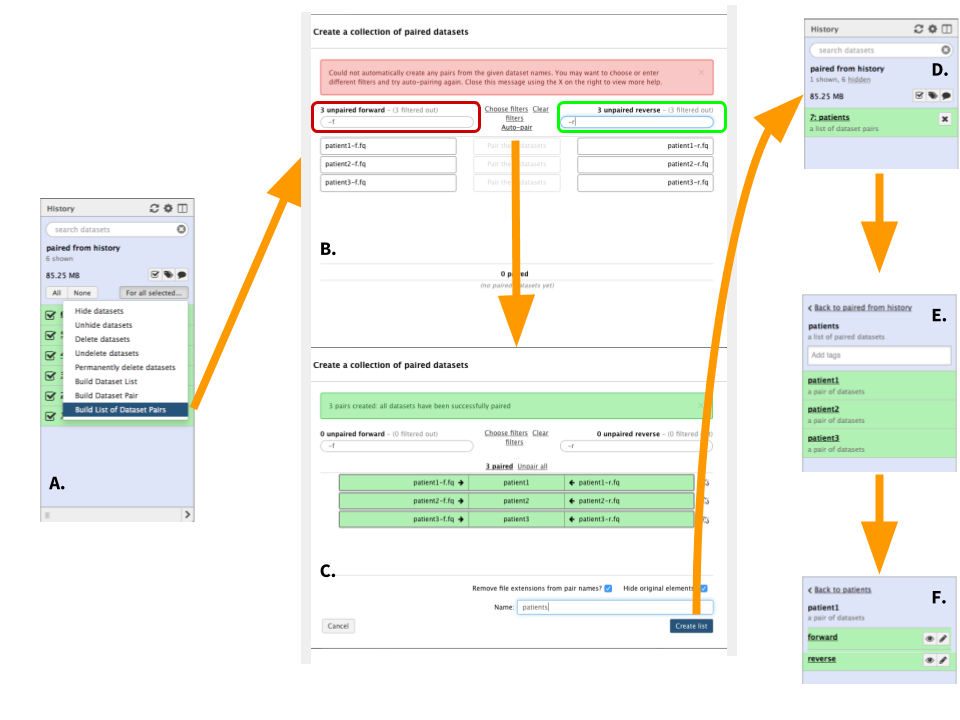 History
search datasets
paired from history
6 shown
85.25 MB
All None For all selected...
Hide datasets
Unhide datasets
Delete datasets
Undelete datasets
Permanently delete datasets
Build Dataset List
Build Dataset Pair
Build List of Dataset Pairs
A.
Create a collection of paired datasets
Could not automatically create any pairs from the given dataset names. You may want to choose or enter
different filters and try auto-pairing again. Close this message using the X on the right to view more help.
3 unpaired forward – (3 filtered out)
Choose filters Clear
filters
Auto-pair
3 unpaired reverse – (3 filtered out)
-f
-r
patient1-f.fq Pair these datasets patient1-r.fq
patient2-f.fq Pair these datasets patient2-r.fq
patient3-f.fq Pair these datasets patient3-r.fq
B.
0 paired
(no paired datasets yet)
Create a collection of paired datasets
3 pairs created: all datasets have been successfully paired
0 unpaired forward – (0 filtered out)
Choose filters Clear
filters
0 unpaired reverse – (0 filtered out)
-f
-r
3 paired Unpair all
patient1-f.fq → patient1 ← patient1-r.fq
patient2-f.fq → patient2 ← patient2-r.fq
patient3-f.fq → patient3 ← patient3-r.fq
C.
Remove file extensions from pair names? Hide original elements?
Name: patients
Cancel Create list
History
search datasets
paired from history
D.
1 shown, 6 hidden
85.25 MB
7: patients
a list of dataset pairs
< Back to paired from history
E.
patients
a list of paired datasets
Add tags
patient1
a pair of datasets
patient2
a pair of datasets
patient3
a pair of datasets
< Back to patients
F.
patient1
a pair of datasets
forward
reverse